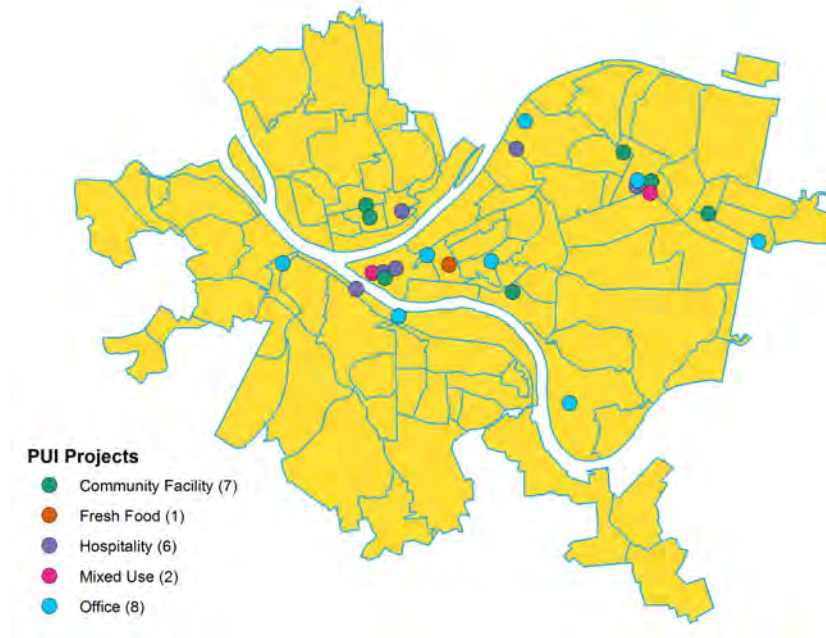 PUI Projects
Community Facility (7)
Fresh Food (1)
Hospitality (6)
Mixed Use (2)
Office (8)